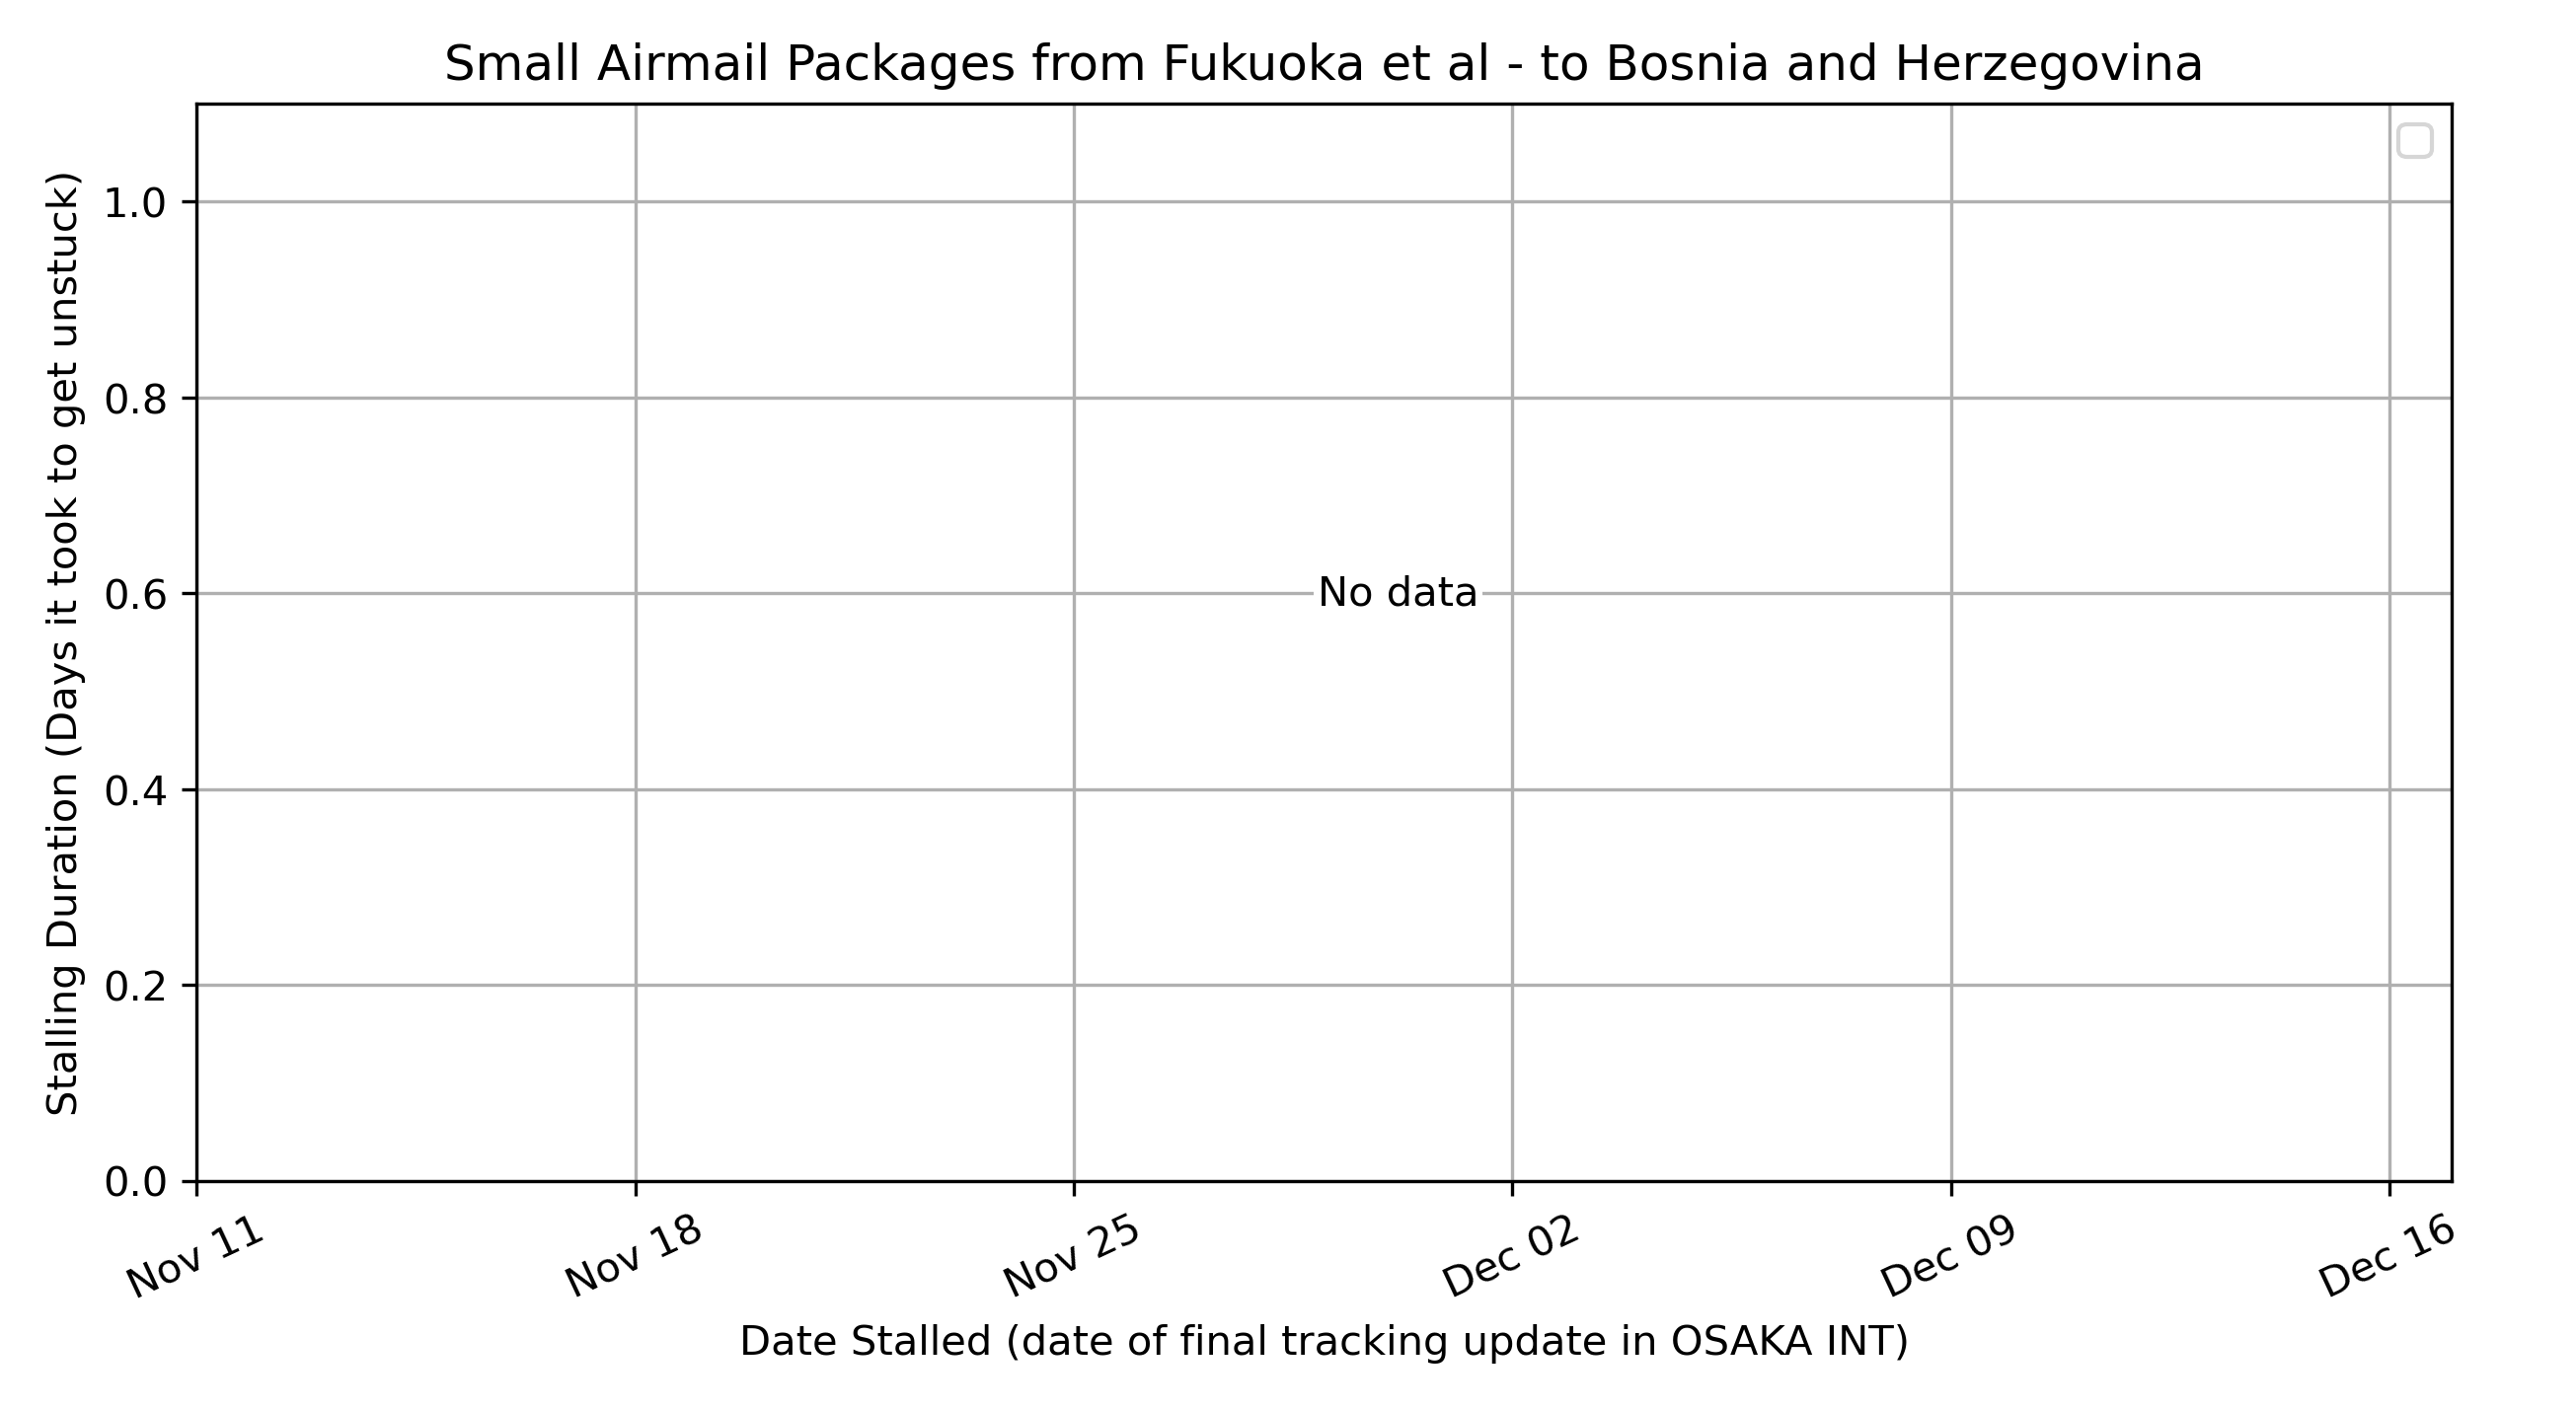 Small Airmail Packages from Fukuoka et al - to Bosnia and Herzegovina
Stalling Duration (Days it took to get unstuck)
1.0
0.8
0.6
0.4
0.2
0.0
No data
Nov 11
Nov 18
Nov 25
Dec 02
Dec 09
Dec 16
Date Stalled (date of final tracking update in OSAKA INT)